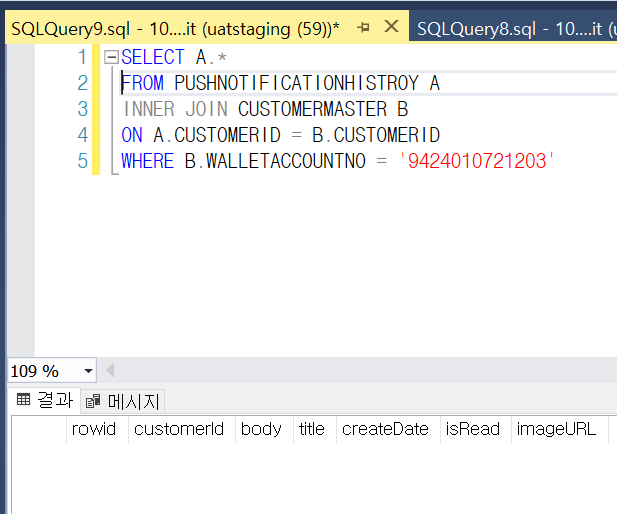 SQLQuery9.sql - 10....it (uatstaging (59))* SQLQuery8.sql - 10....it (u
1 SELECT A.*
2 FROM PUSHNOTIFICATIONHISTROY A
3 INNER JOIN CUSTOMERMASTER B
4 ON A.CUSTOMERID = B.CUSTOMERID
5 WHERE B.WALLETACCOUNTNO = '9424010721203'
109 %
결과 메시지
rowid customerId body title createDate isRead imageURL